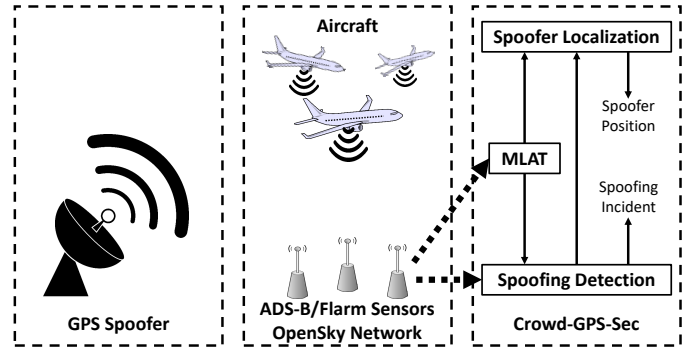 Aircraft
Spoofer Localization
Spoofer
Position
MLAT
Spoofing
Incident
Spoofing Detection
ADS-B/Flarm Sensors
OpenSky Network
GPS Spoofer
Crowd-GPS-Sec